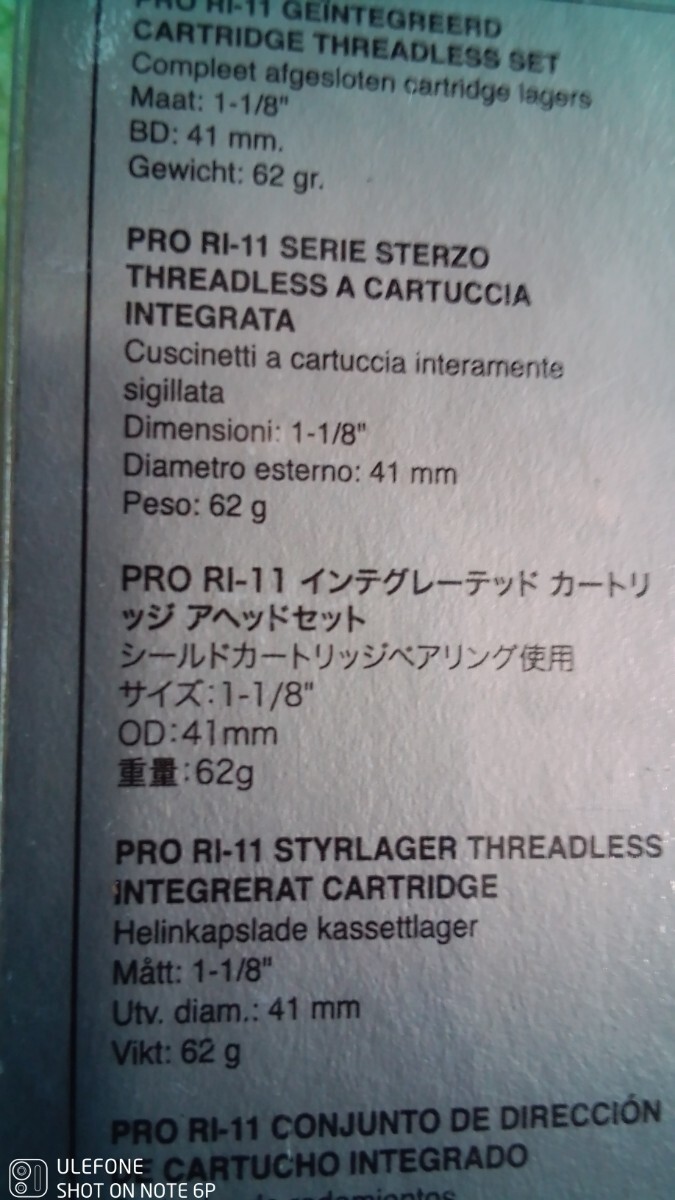 PRO RI-11 GEÏNTEGREERD
CARTRIDGE THREADLESS SET
Compleet afgesloten cartridge lagers
Maat: 1-1/8"
BD: 41 mm.
Gewicht: 62 gr.
PRO RI-11 SERIE STERZO
THREADLESS A CARTUCCIA
INTEGRATA
Cuscinetti a cartuccia interamente
sigillata
Dimensioni: 1-1/8"
Diametro esterno: 41 mm
Peso: 62 g
PRO RI-11 インテグレーテッド カートリ
ッジ アヘッドセット
シールドカートリッジベアリング使用
サイズ:1-1/8"
OD:41mm
重量:62g
PRO RI-11 STYRLAGER THREADLESS
INTEGRERAT CARTRIDGE
Helinkapslade kassettlager
Mått: 1-1/8"
Utv. diam.: 41 mm
Vikt: 62 g
PRO RI-11 CONJUNTO DE DIRECCIÓN
DE CARTUCHO INTEGRADO
rodamientos
ULEFONE
SHOT ON NOTE 6P